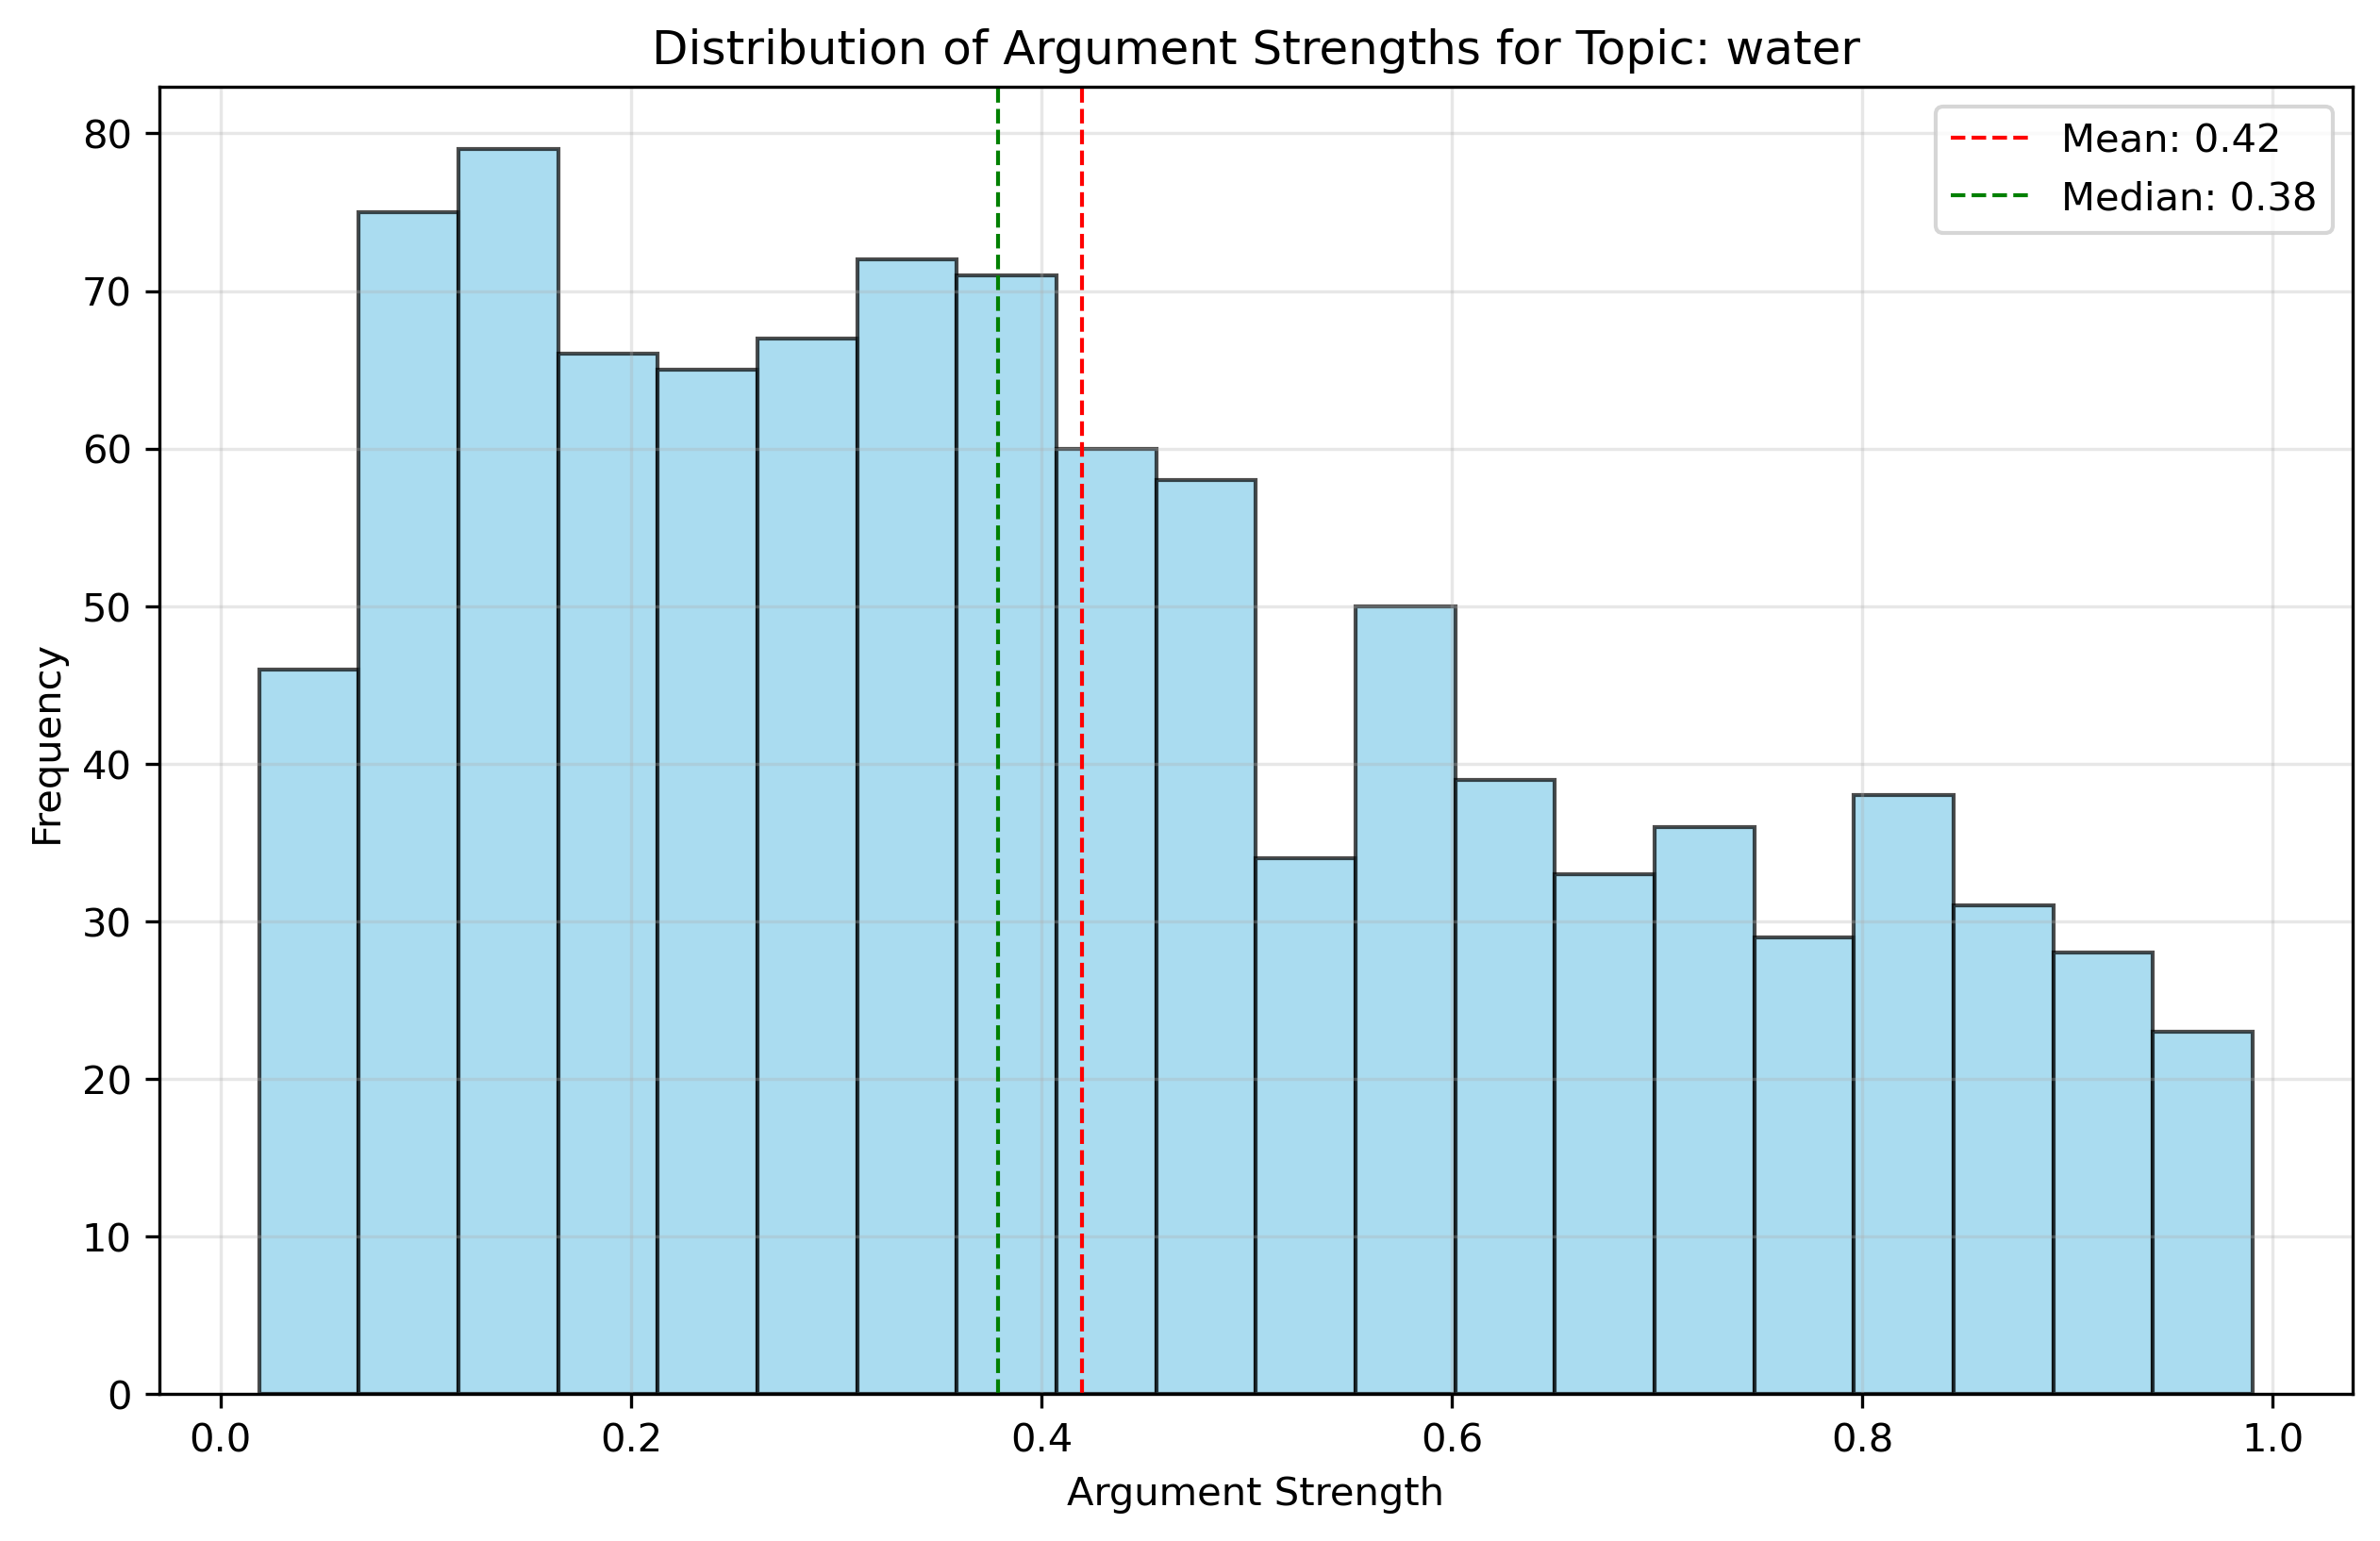 Distribution of Argument Strengths for Topic: water
Mean: 0.42
Median: 0.38
80
70
60
50
40
30
20
10
0
Frequency
0.0 0.2 0.4 0.6 0.8 1.0
Argument Strength